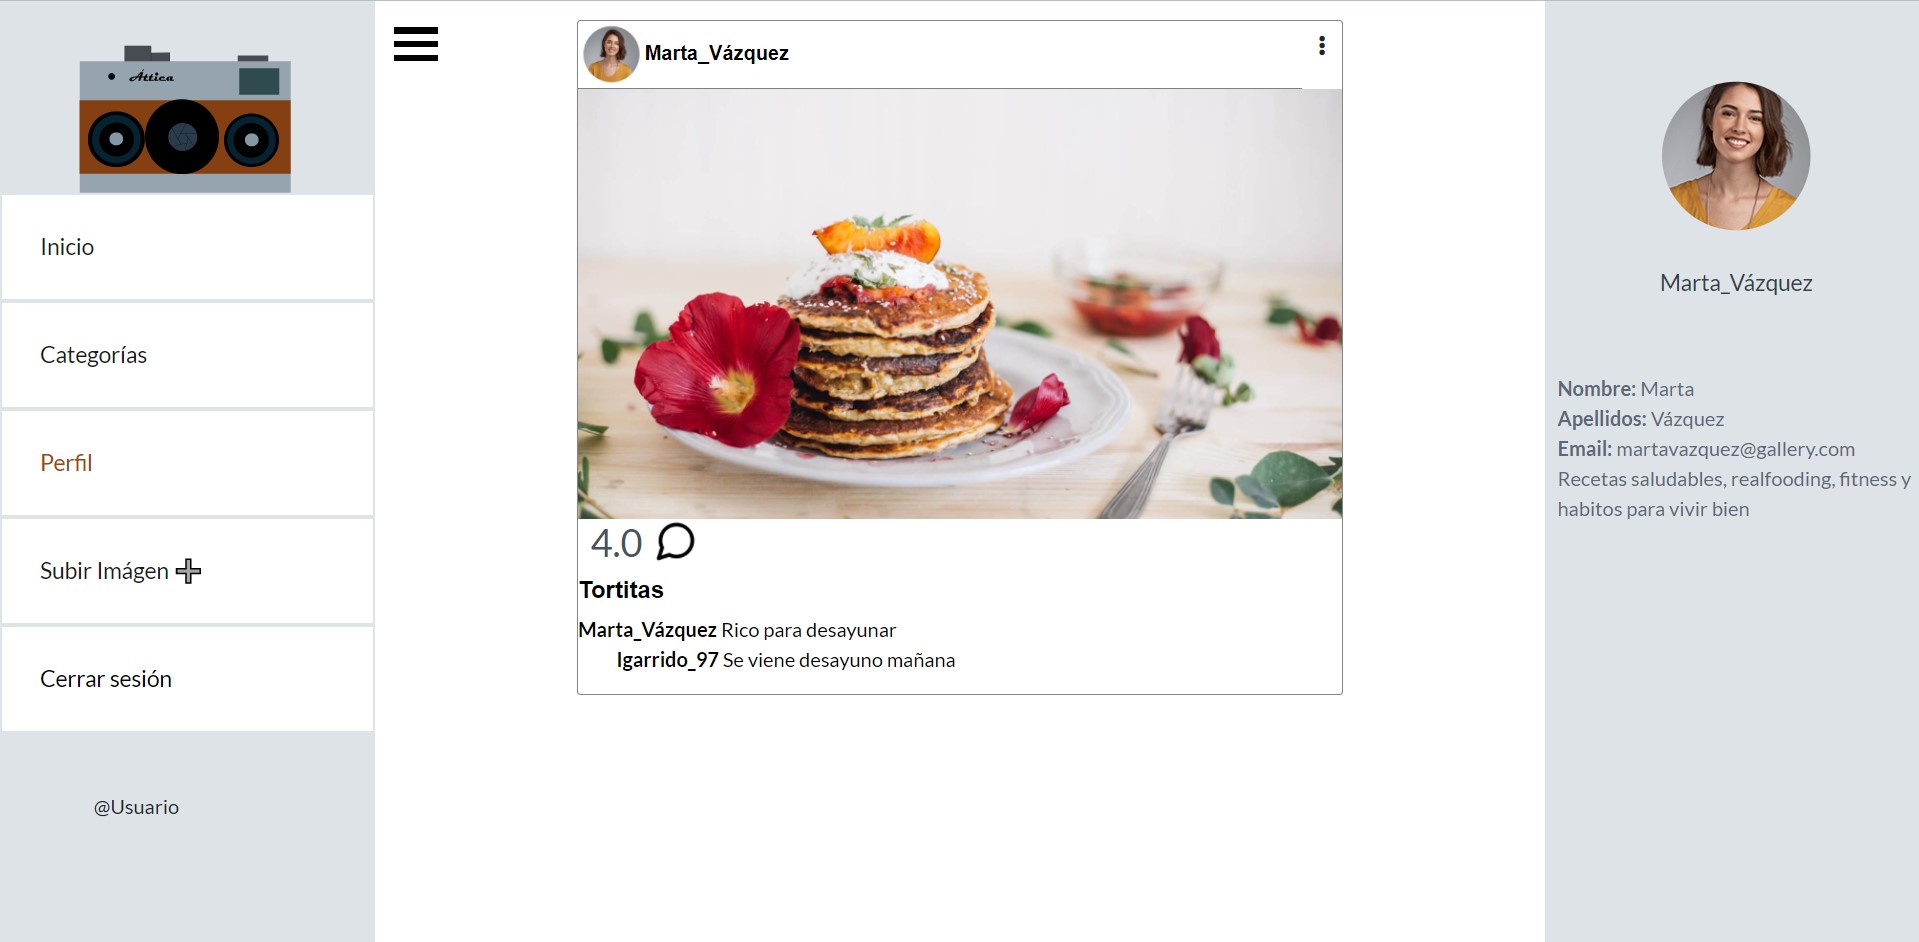 Áttica
Inicio
Categorías
Perfil
Subir Imágen
Cerrar sesión
@Usuario
Marta_Vázquez
4.0
Tortitas
Marta_Vázquez Rico para desayunar
Igarrido_97 Se viene desayuno mañana
Marta_Vázquez
Nombre: Marta
Apellidos: Vázquez
Email: martavazquez@gallery.com
Recetas saludables, realfooding, fitness y
habitos para vivir bien